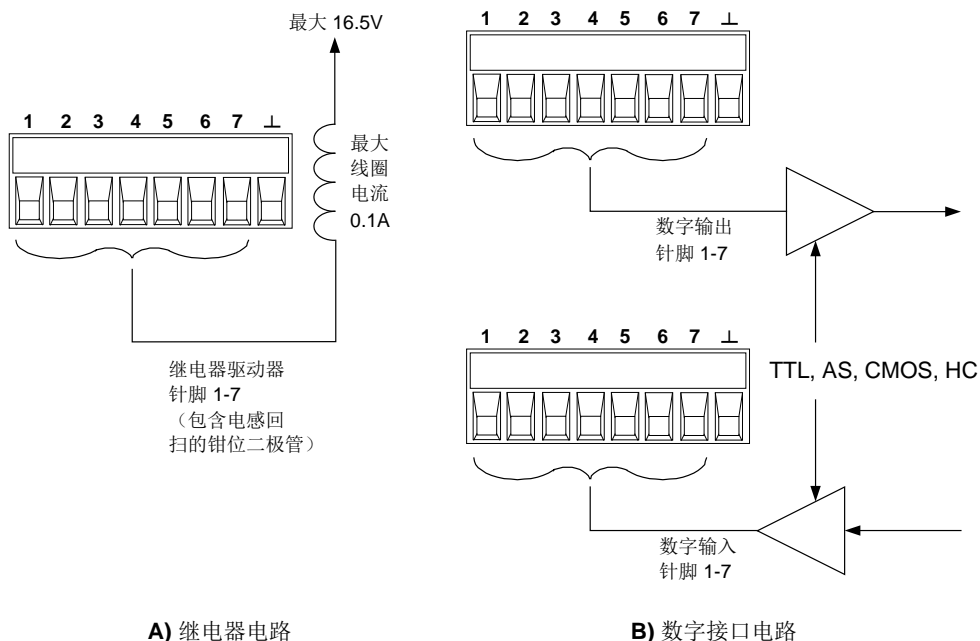 最大 16.5V
1 2 3 4 5 6 7 ⊥
最大
线圈
电流
0.1A
继电器驱动器
针脚 1-7
（包含电感回
扫的钳位二极管）
A) 继电器电路
1 2 3 4 5 6 7 ⊥
数字输出
针脚 1-7
TTL, AS, CMOS, HC
1 2 3 4 5 6 7 ⊥
数字输入
针脚 1-7
B) 数字接口电路